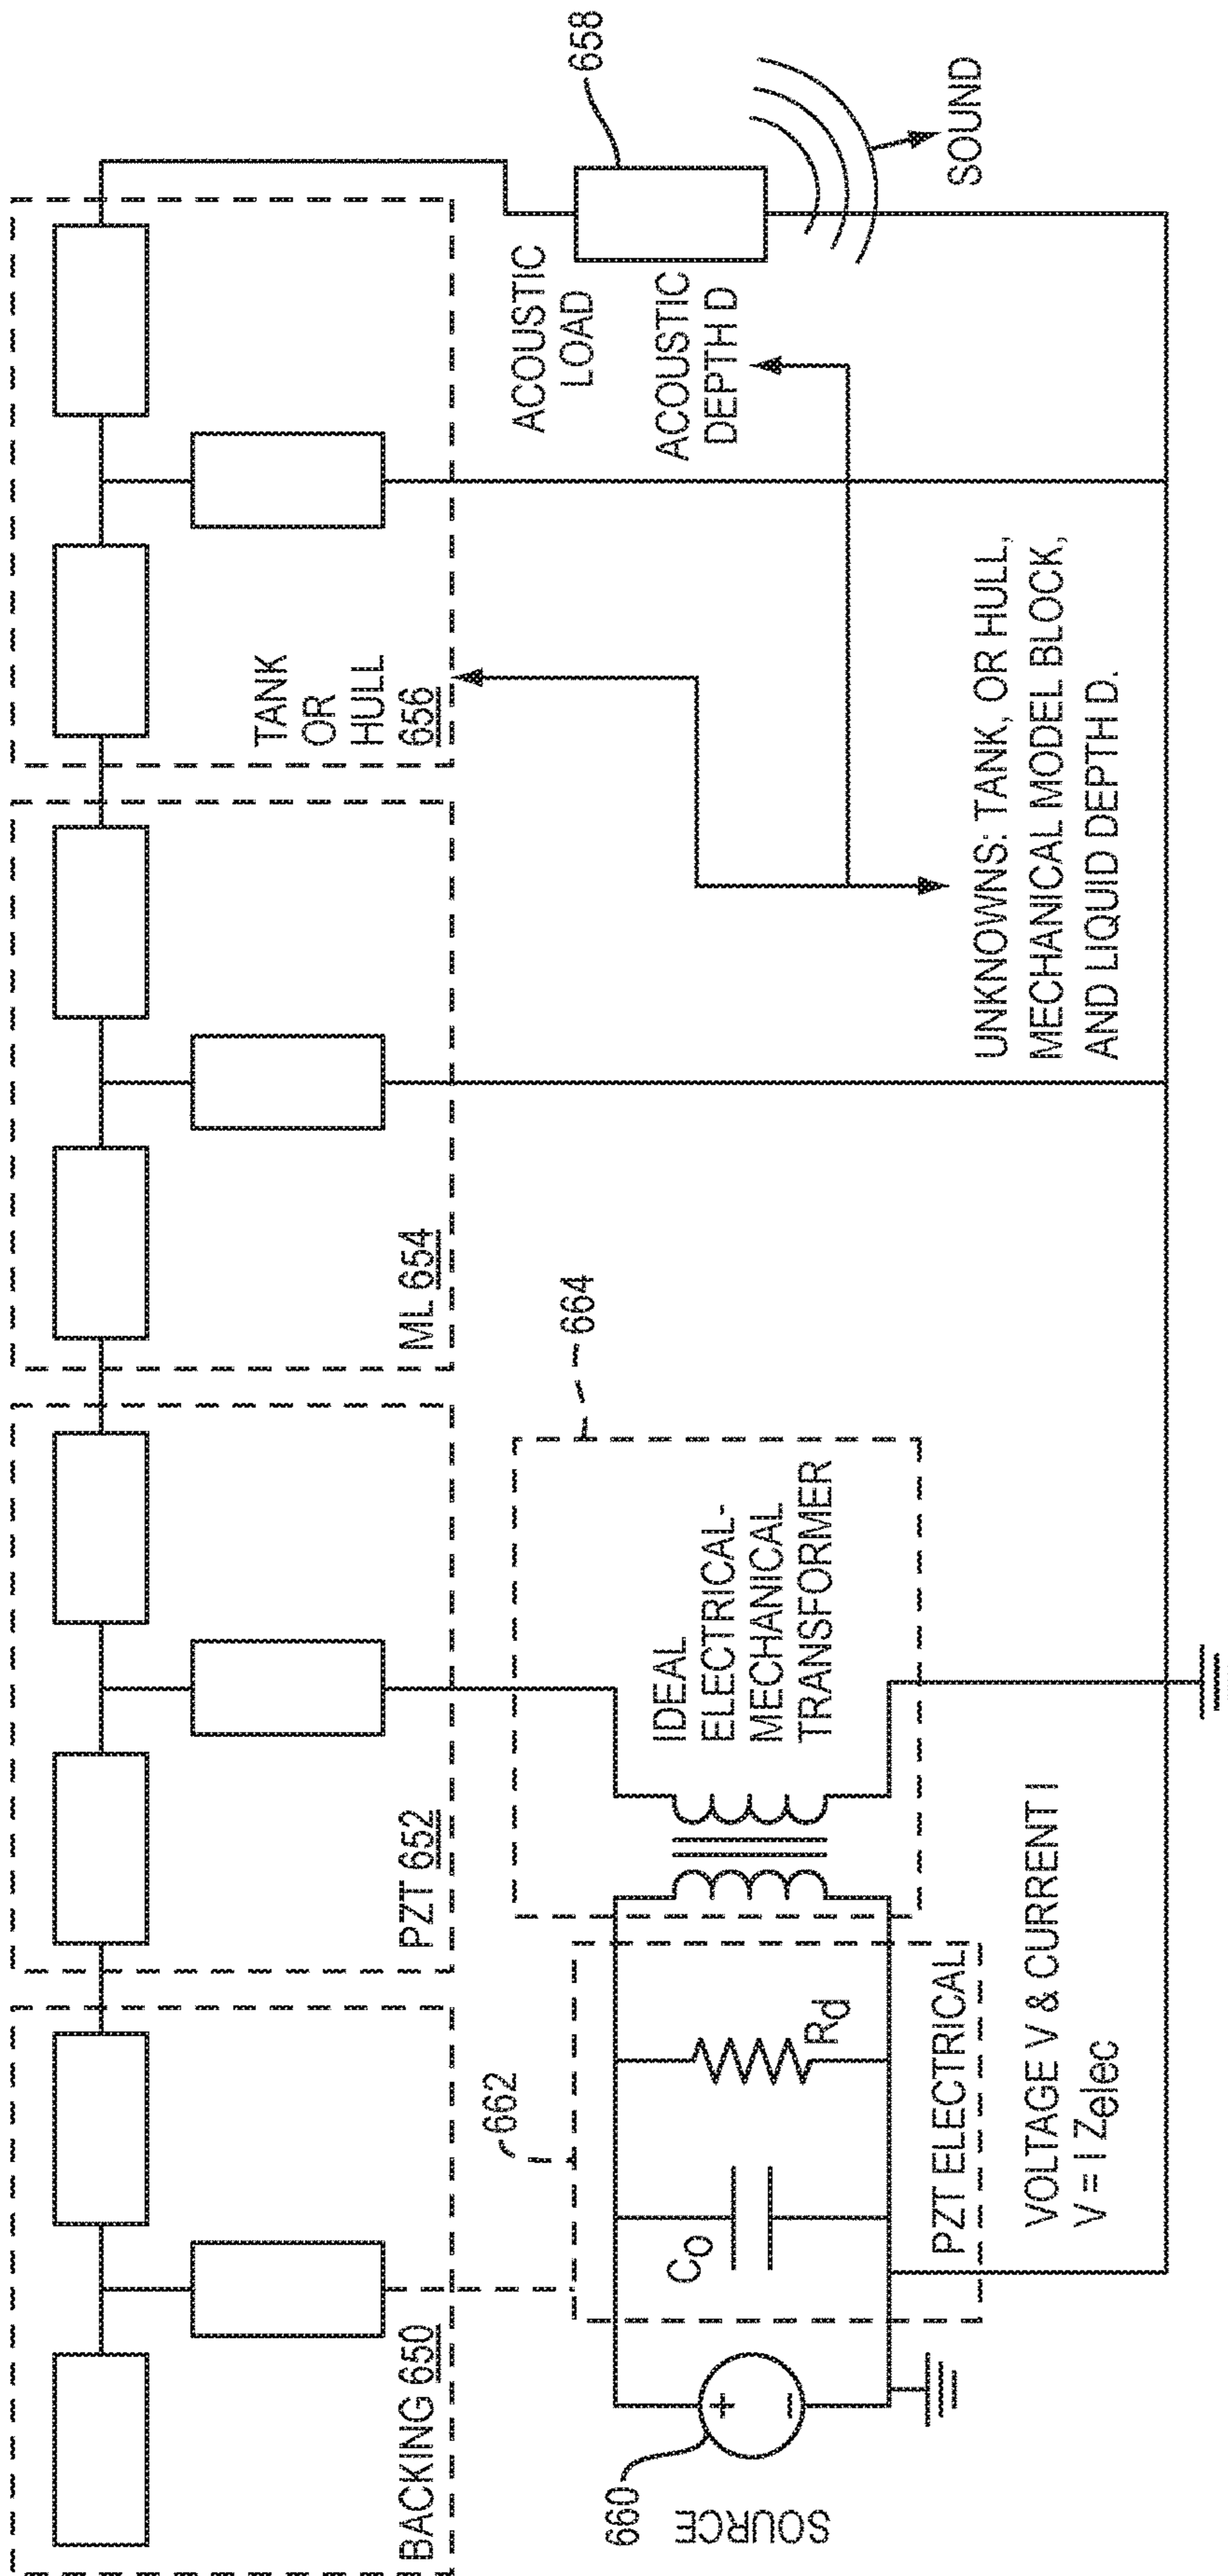 BACKING 650
PZT 652
ML 654
TANK
OR
HULL
656
662
664
ACOUSTIC
LOAD
658
ACOUSTIC
DEPTH D
SOUND
660
SOURCE
+
−
C0
Rd
PZT ELECTRICAL
IDEAL
ELECTRICAL-
MECHANICAL
TRANSFORMER
VOLTAGE V & CURRENT I
V = I Zelec
UNKNOWNS: TANK, OR HULL,
MECHANICAL MODEL BLOCK,
AND LIQUID DEPTH D.